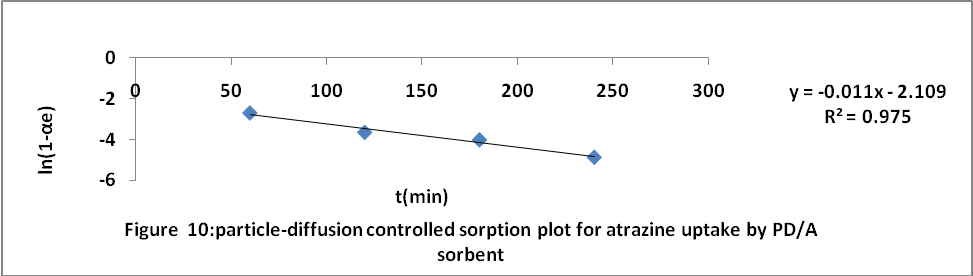 0
0 50 100 150 200 250 300
-2
-4
-6
ln(1-αe)
t(min)
y = -0.011x - 2.109
R² = 0.975
Figure 10:particle-diffusion controlled sorption plot for atrazine uptake by PD/A
sorbent